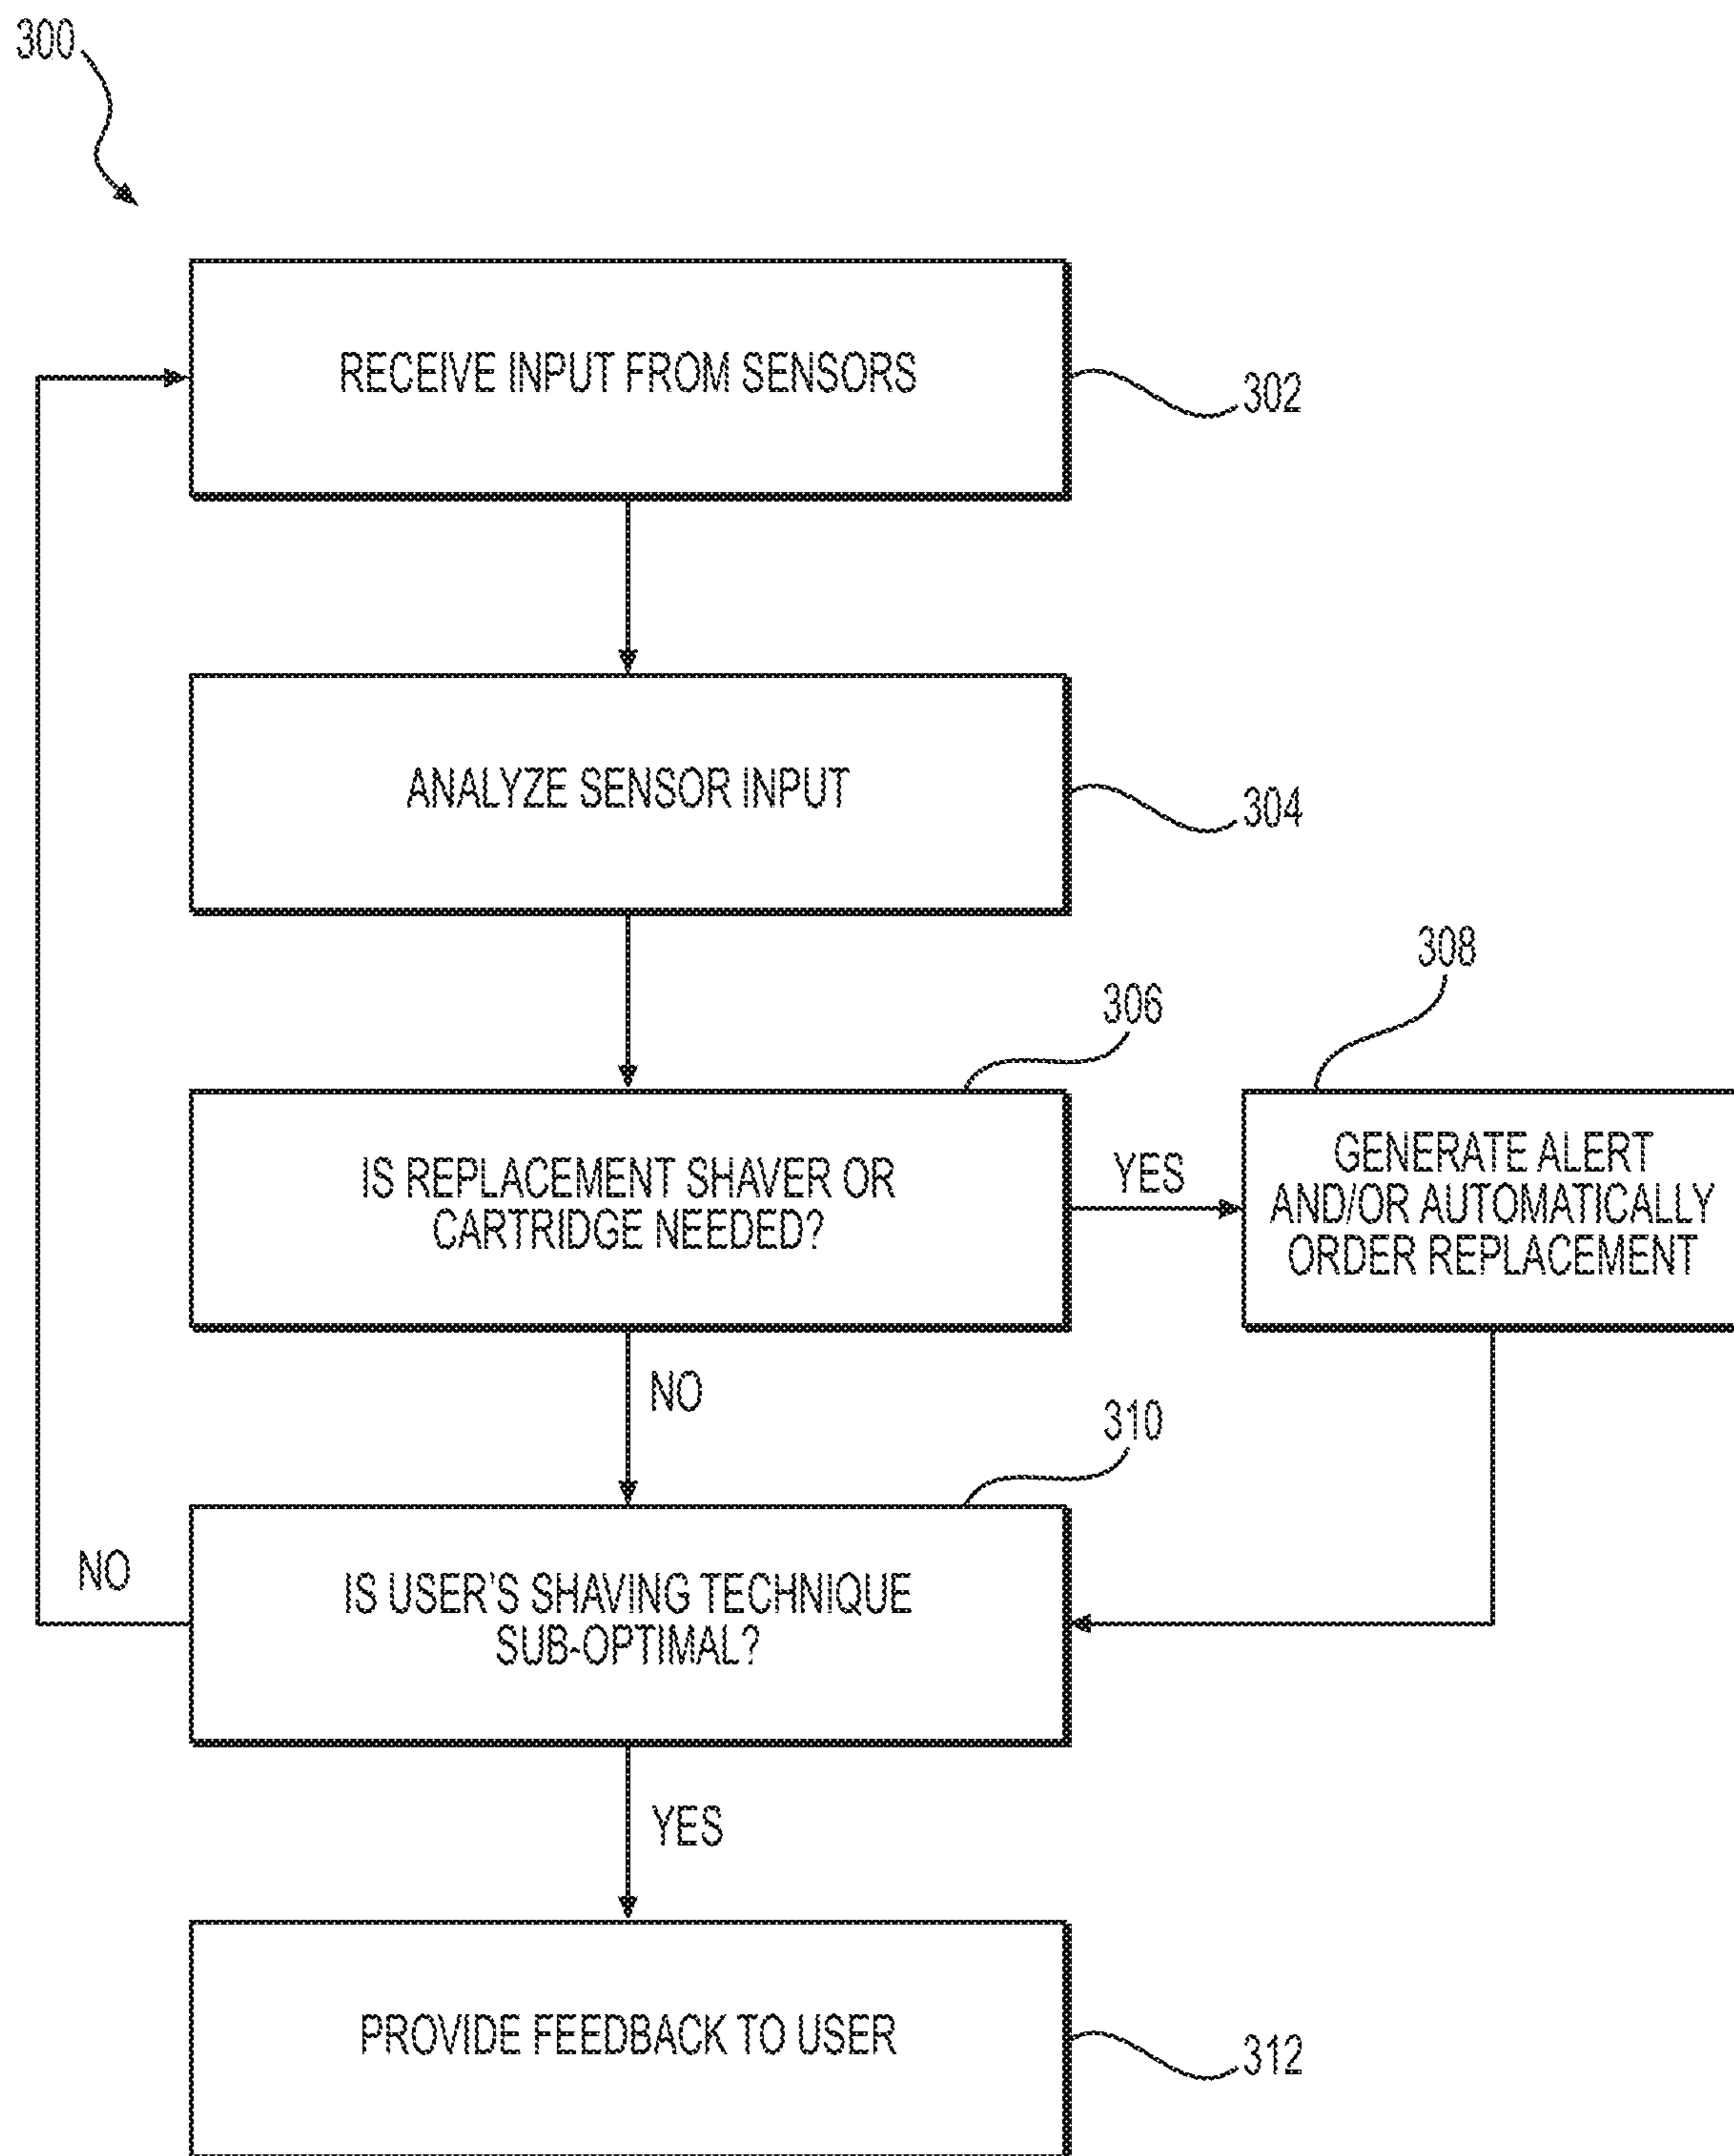 300
RECEIVE INPUT FROM SENSORS
302
ANALYZE SENSOR INPUT
304
306
308
IS REPLACEMENT SHAVER OR
CARTRIDGE NEEDED?
YES
GENERATE ALERT
AND/OR AUTOMATICALLY
ORDER REPLACEMENT
NO
310
NO
IS USER'S SHAVING TECHNIQUE
SUB-OPTIMAL?
YES
PROVIDE FEEDBACK TO USER
312